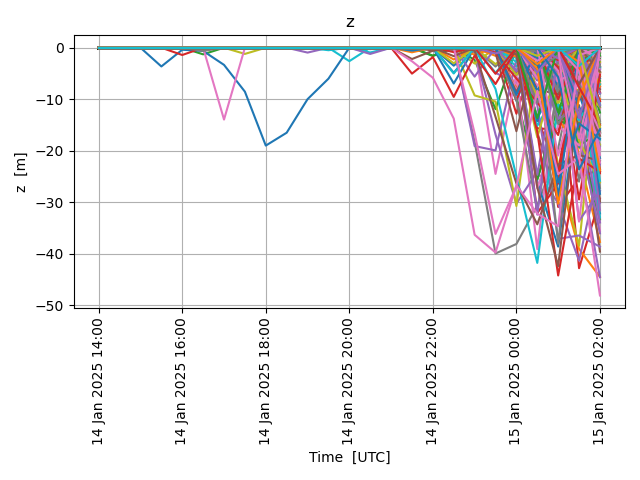 z
0
−10
−20
−30
−40
−50
z [m]
14 Jan 2025 14:00
14 Jan 2025 16:00
14 Jan 2025 18:00
14 Jan 2025 20:00
14 Jan 2025 22:00
15 Jan 2025 00:00
15 Jan 2025 02:00
Time [UTC]